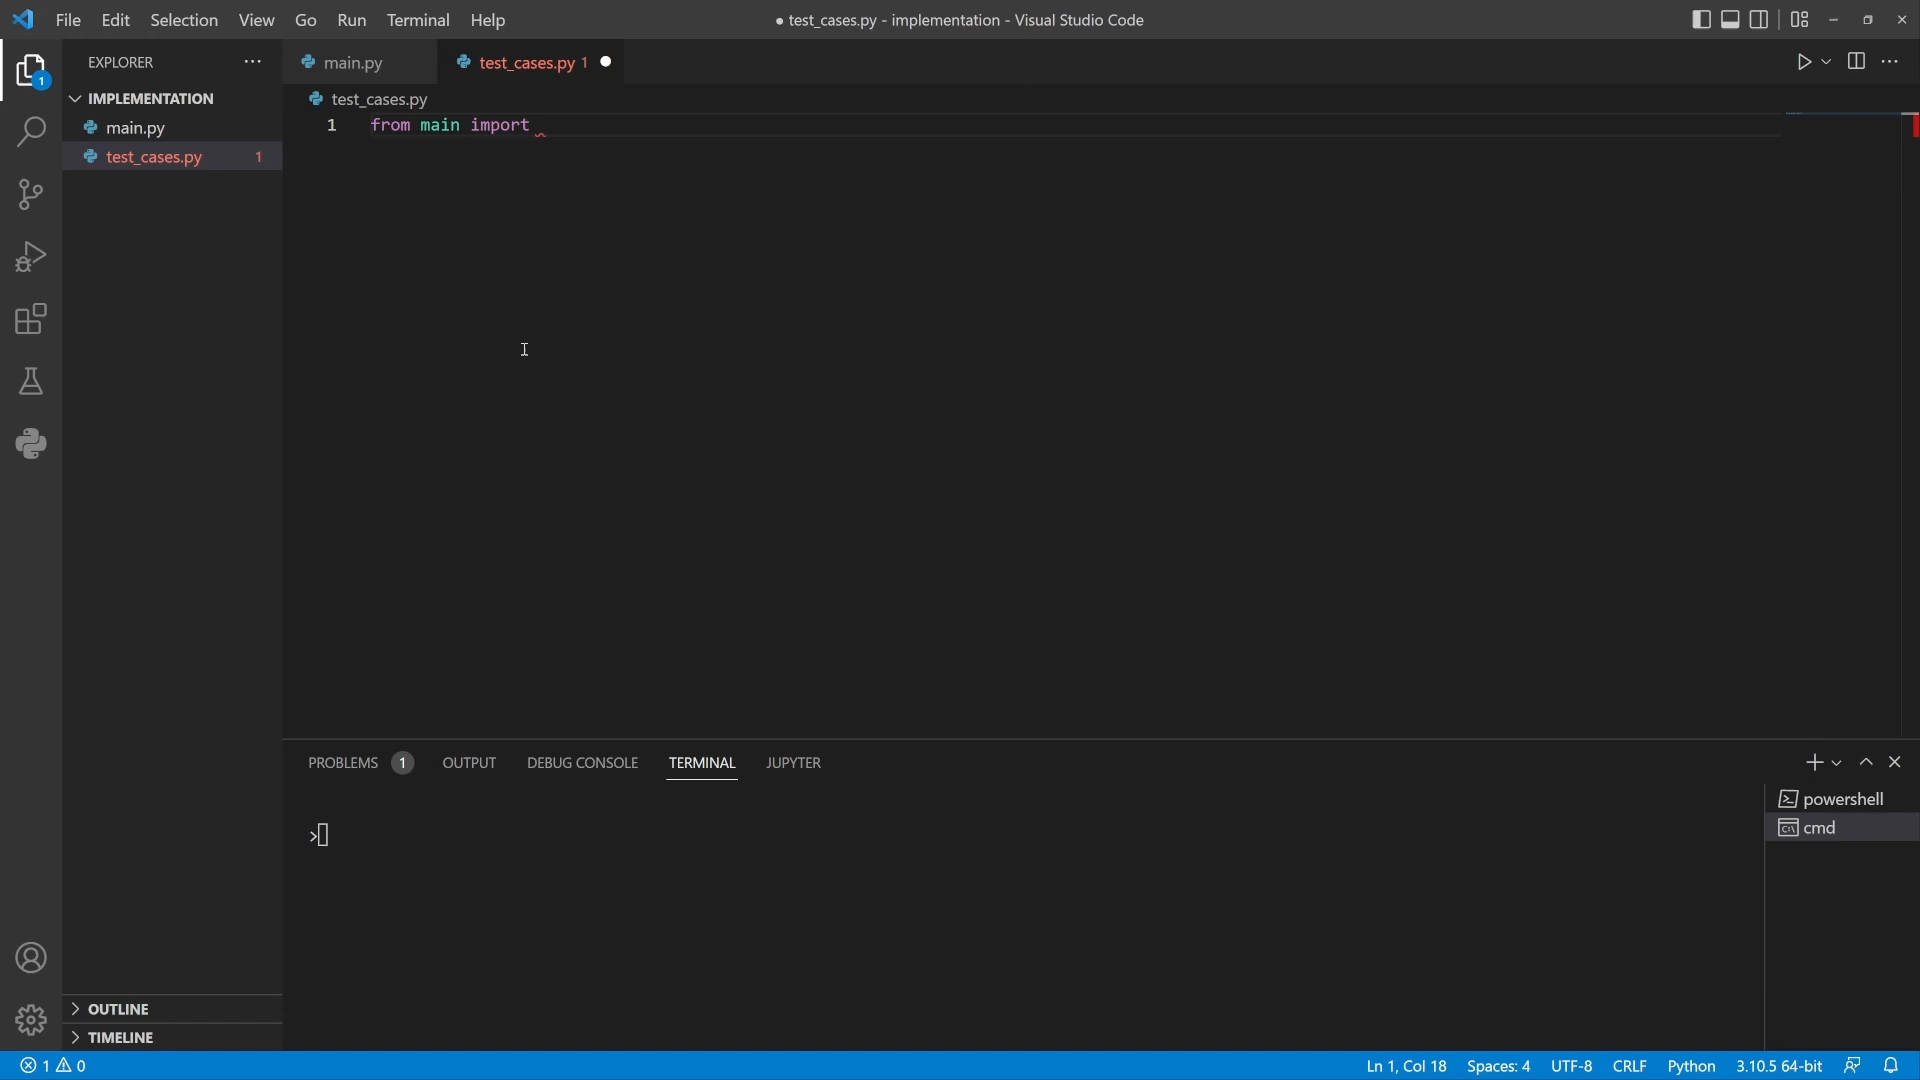 File Edit Selection View Go Run Terminal Help
● test_cases.py - implementation - Visual Studio Code
EXPLORER
main.py
test_cases.py 1
IMPLEMENTATION
main.py
test_cases.py 1
test_cases.py
1 from main import
PROBLEMS 1 OUTPUT DEBUG CONSOLE TERMINAL JUPYTER
>
powershell
cmd
OUTLINE
TIMELINE
1 0
Ln 1, Col 18 Spaces: 4 UTF-8 CRLF Python 3.10.5 64-bit